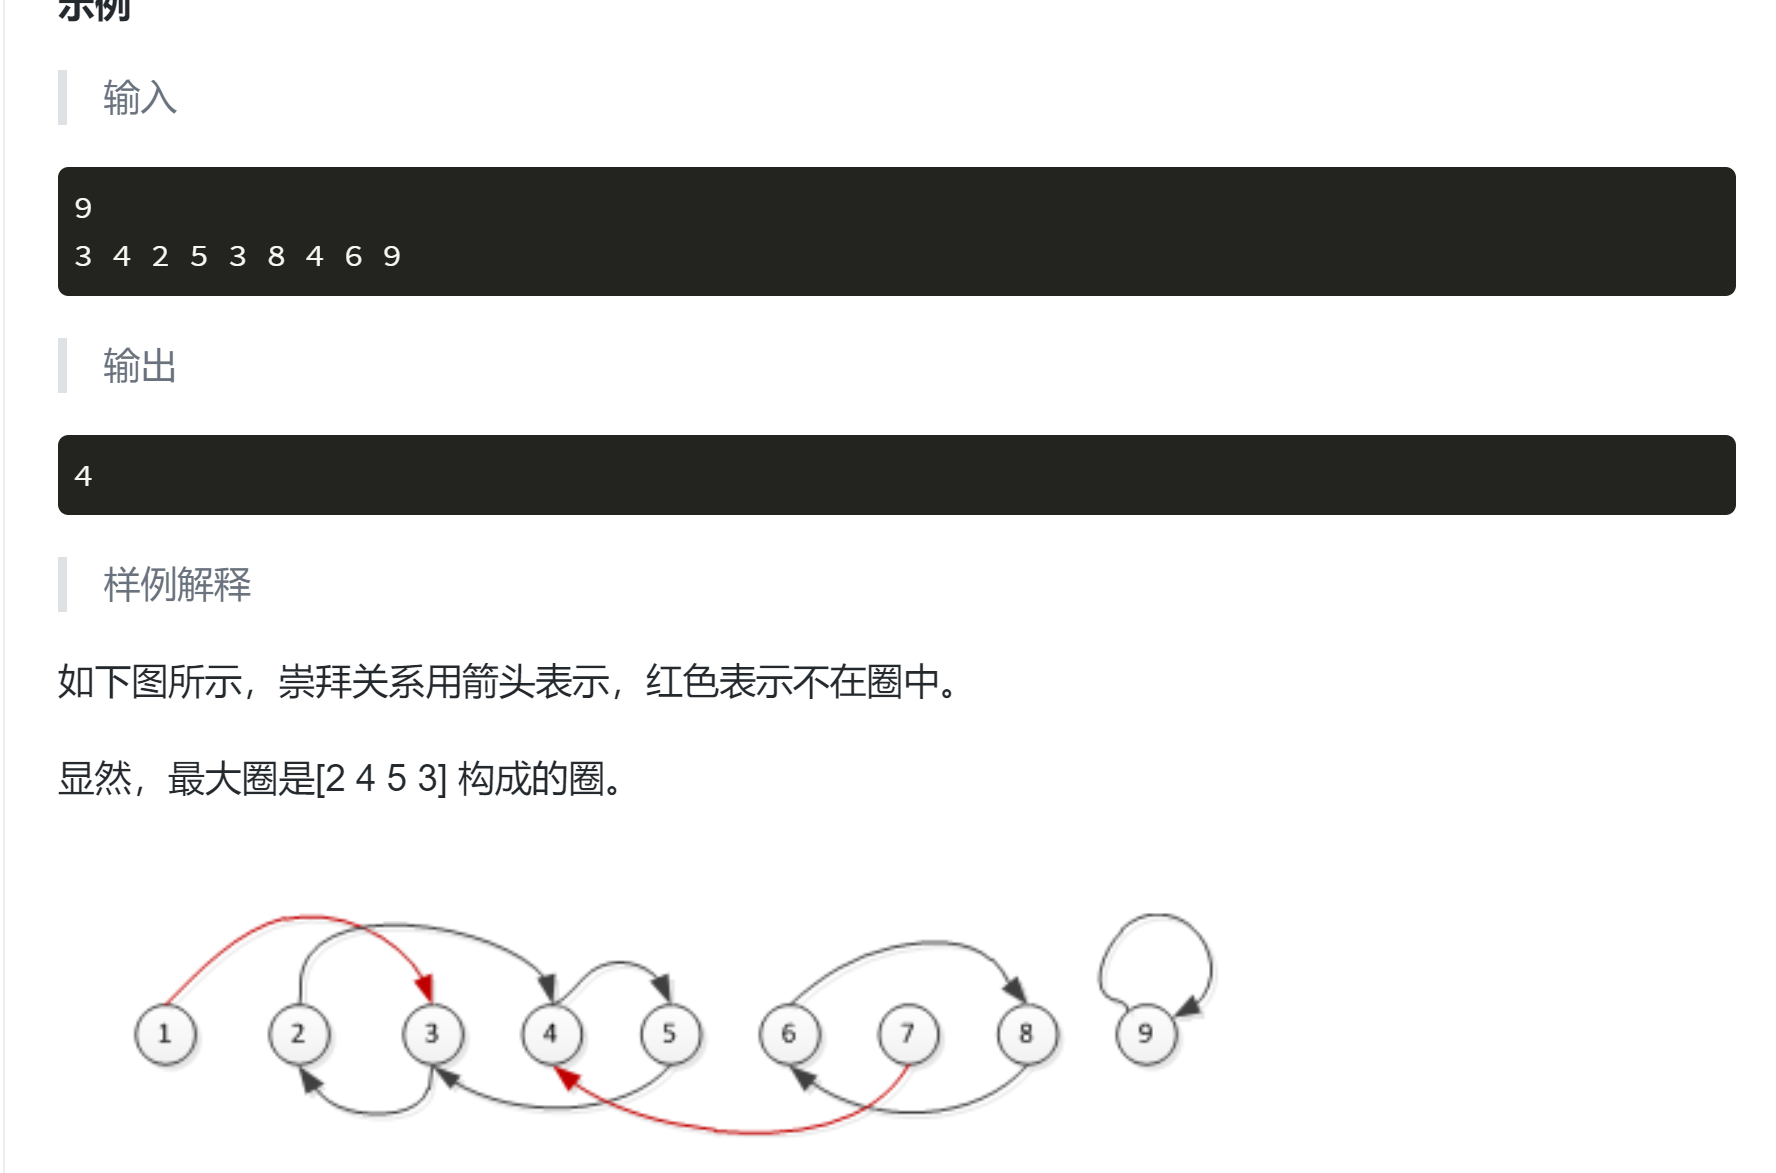 示例
输入
9
3 4 2 5 3 8 4 6 9
输出
4
样例解释
如下图所示，崇拜关系用箭头表示，红色表示不在圈中。
显然，最大圈是[2 4 5 3] 构成的圈。
1 2 3 4 5 6 7 8 9